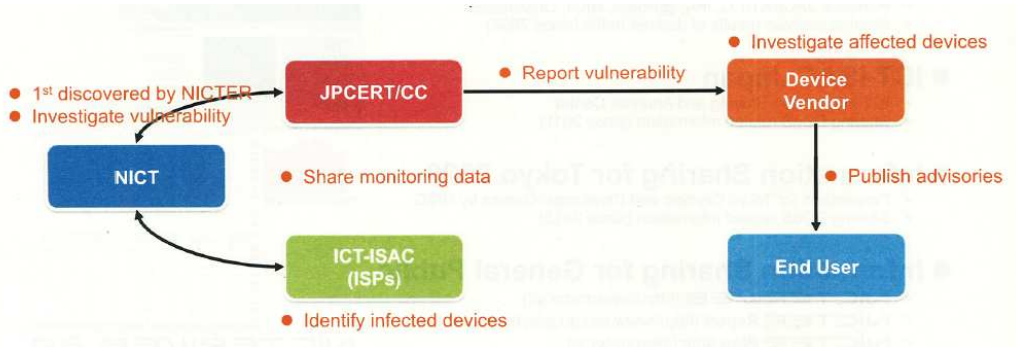 Investigate affected devices
JPCERT/CC
Report vulnerability
Device
Vendor
1st discovered by NICTER
Investigate vulnerability
NICT
Share monitoring data
Publish advisories
ICT-ISAC
(ISPs)
End User
Identify infected devices